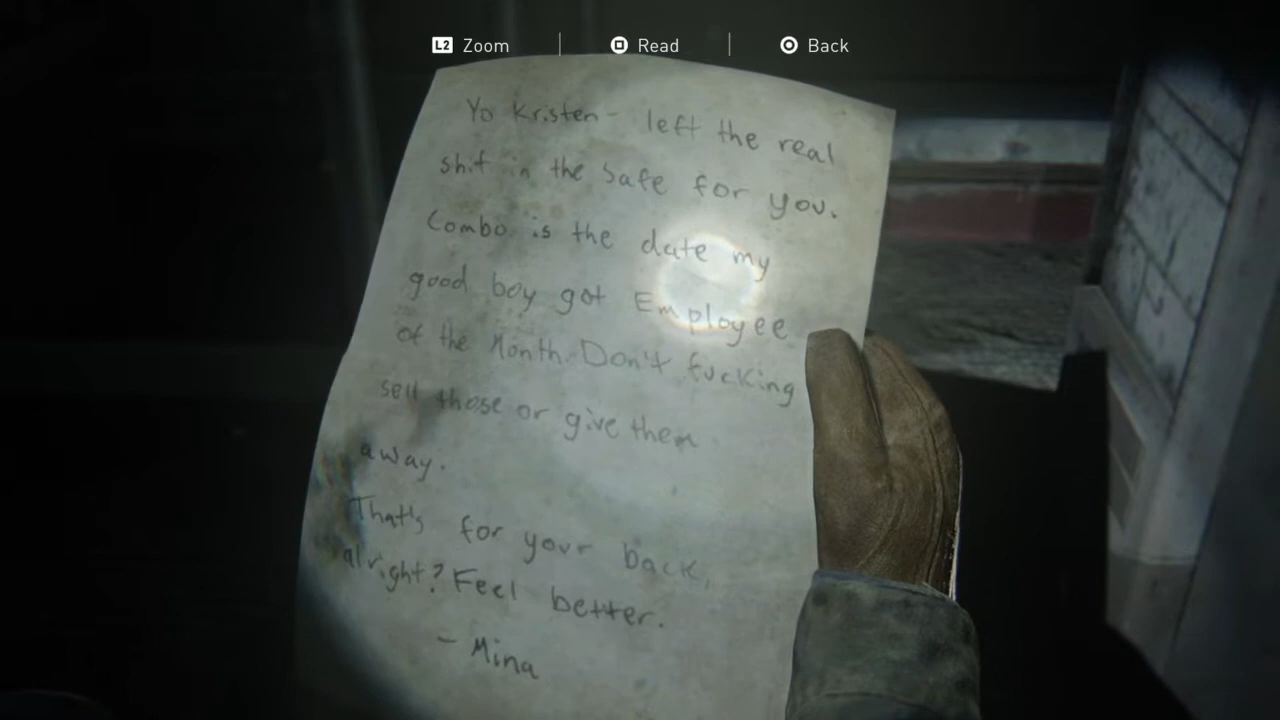 L2 Zoom | Read | Back
Yo Kristen - left the real
shit in the safe for you.
Combo is the date my
good boy got Employee
of the Month. Don't fucking
sell those or give them
away.
That's for your back,
alright? Feel better.
- Mina